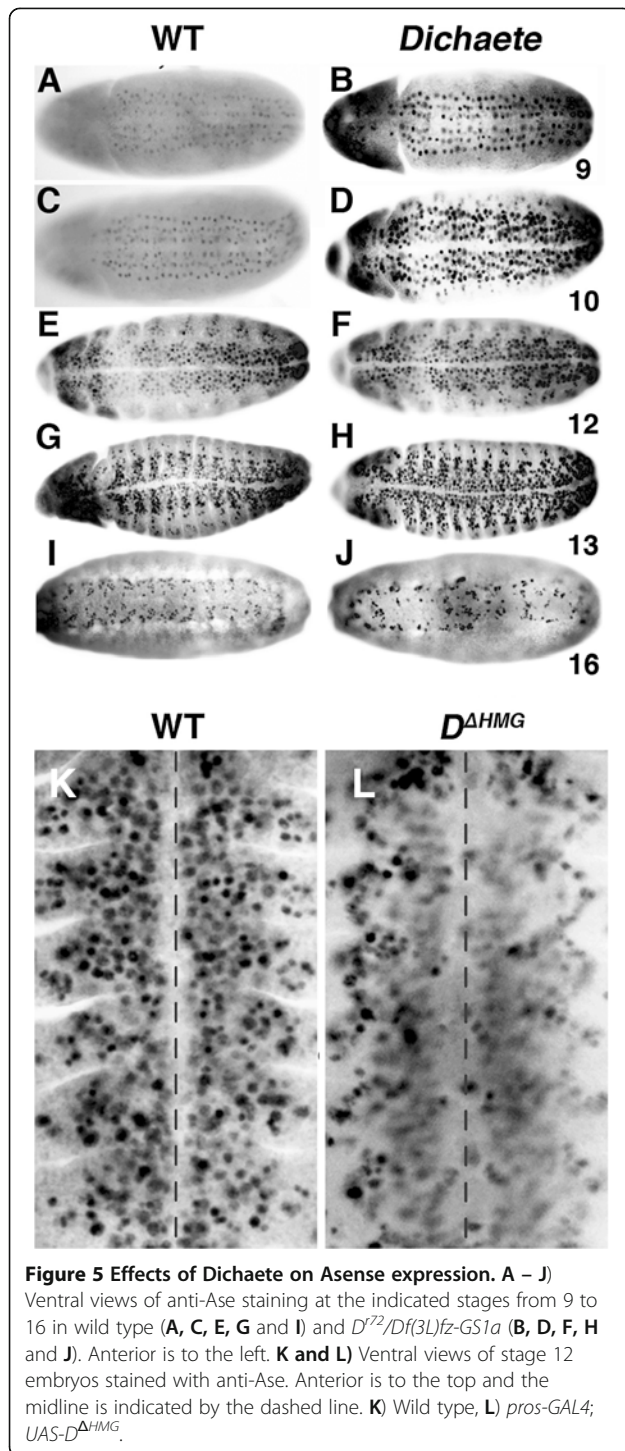 WT Dichaete
A B
9
C D
10
E F
12
G H
13
I J
16
WT D^ΔHMG
K L
Figure 5 Effects of Dichaete on Asense expression. A – J)
Ventral views of anti-Ase staining at the indicated stages from 9 to
16 in wild type (A, C, E, G and I) and D^r72/Df(3L)fz-GS1a (B, D, F, H
and J). Anterior is to the left. K and L) Ventral views of stage 12
embryos stained with anti-Ase. Anterior is to the top and the
midline is indicated by the dashed line. K) Wild type, L) pros-GAL4;
UAS-D^ΔHMG.